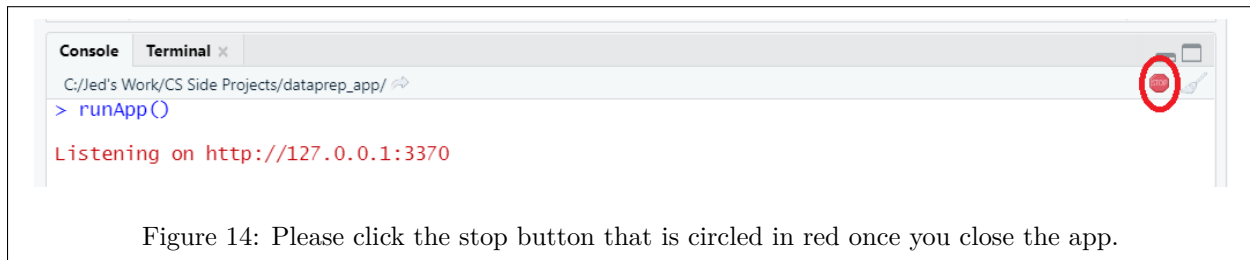 Console Terminal
C:/Jed's Work/CS Side Projects/dataprep_app/
STOP
> runApp()
Listening on http://127.0.0.1:3370
Figure 14: Please click the stop button that is circled in red once you close the app.